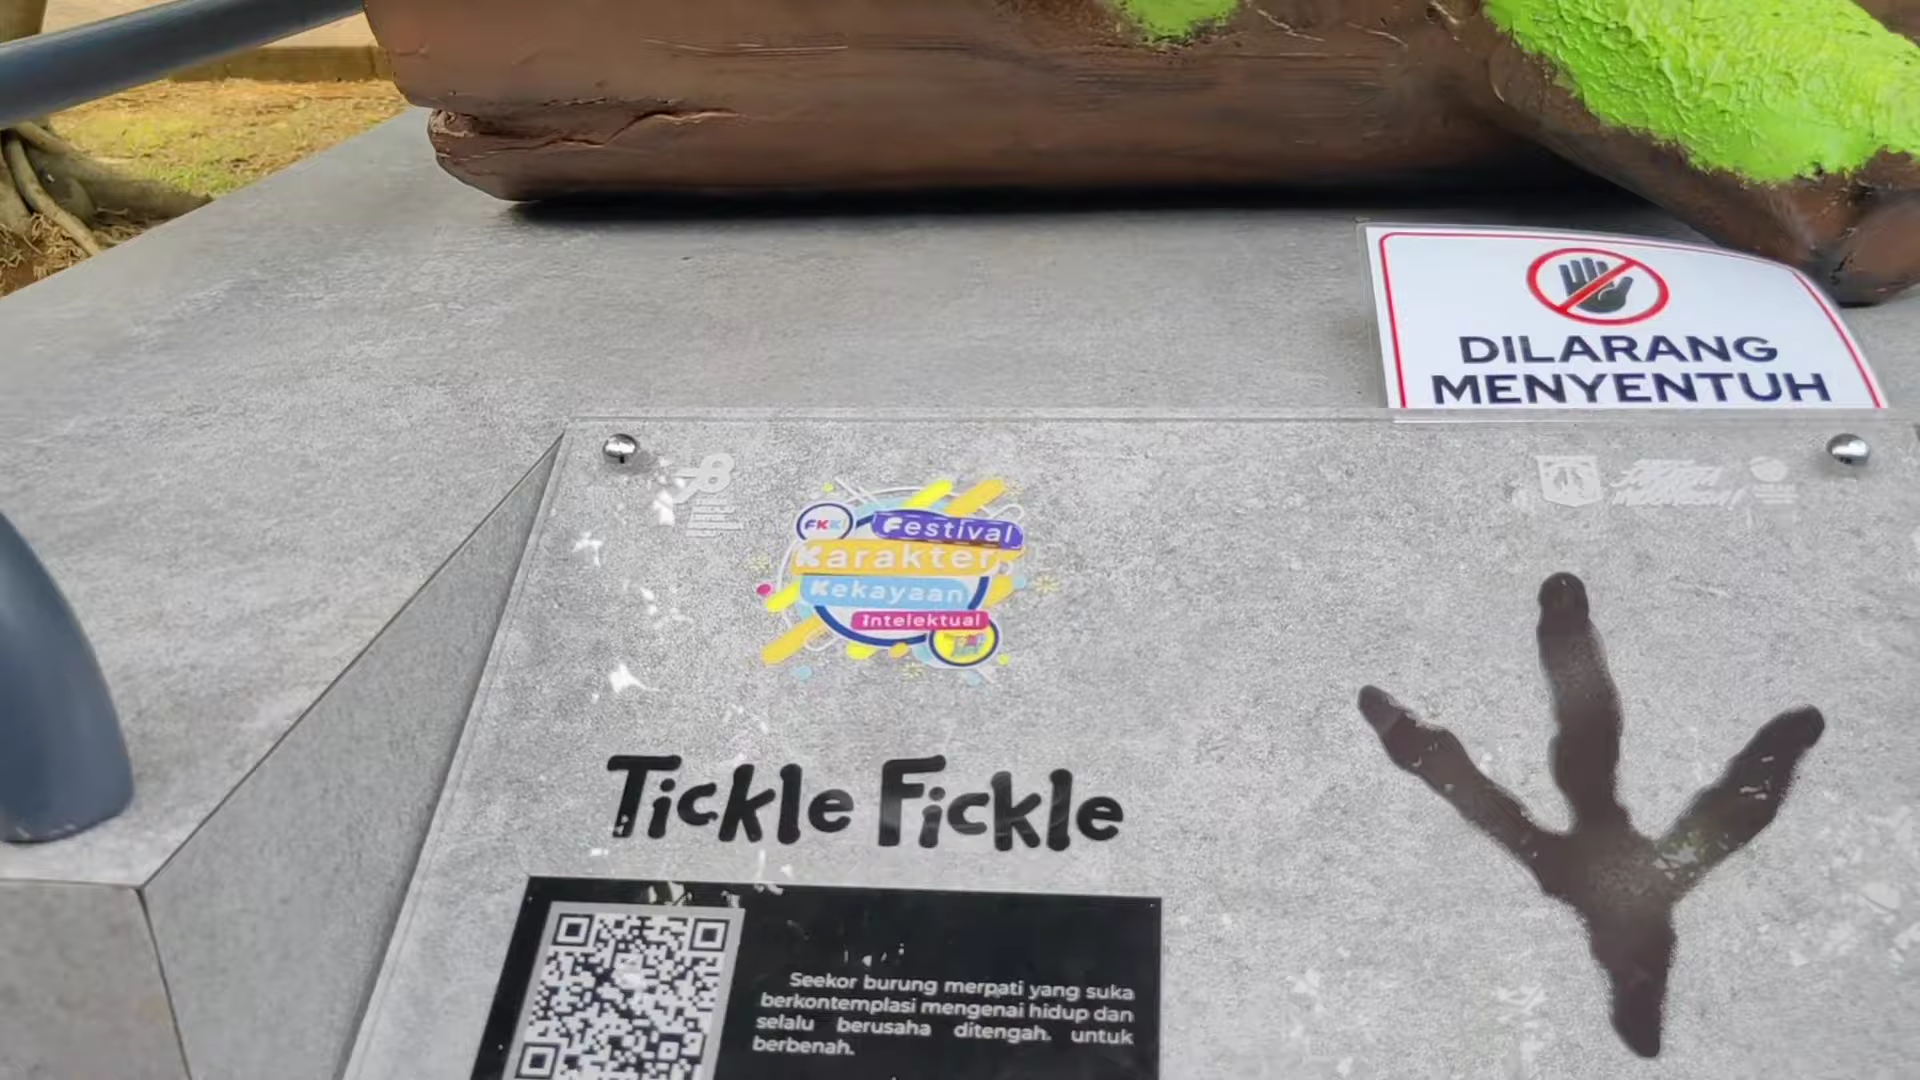 DILARANG
MENYENTUH
FKKI
Festival
Karakter
Kekayaan
Intelektual
Tickle Fickle
Seekor burung merpati yang suka
berkontemplasi mengenai hidup dan
selalu berusaha ditengah. untuk
berbenah.